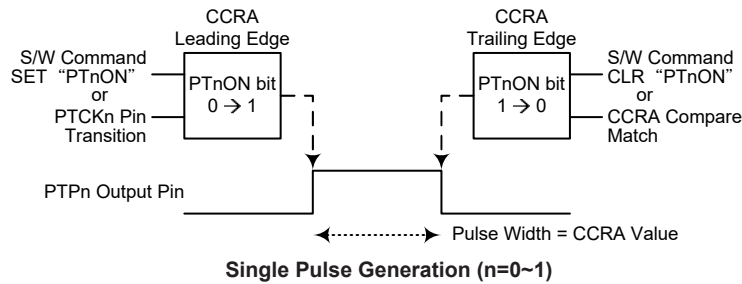 CCRA
Leading Edge
S/W Command
SET “PTnON”
or
PTCKn Pin
Transition
PTnON bit
0 → 1
CCRA
Trailing Edge
PTnON bit
1 → 0
S/W Command
CLR “PTnON”
or
CCRA Compare
Match
PTPn Output Pin
Pulse Width = CCRA Value
Single Pulse Generation (n=0~1)